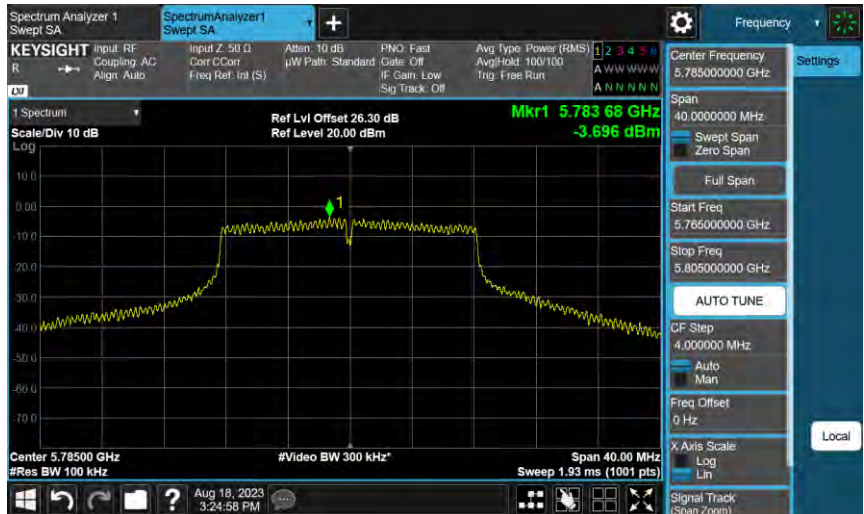 Spectrum Analyzer 1
Swept SA
SpectrumAnalyzer1
Swept SA
Frequency
KEYSIGHT
R
LXI
Input: RF
Coupling: AC
Align: Auto
Input Z: 50 Ω
Corr CCorr
Freq Ref: Int (S)
Atten: 10 dB
µW Path: Standard
PNO: Fast
Gate: Off
IF Gain: Low
Sig Track: Off
Avg Type: Power (RMS)
Avg|Hold: 100/100
Trig: Free Run
1 2 3 4 5 6
A W W W W W
A N N N N N
1 Spectrum
Scale/Div 10 dB
Log
Ref Lvl Offset 26.30 dB
Ref Level 20.00 dBm
Mkr1 5.783 68 GHz
-3.696 dBm
10.0
0.00
-10.0
-20.0
-30.0
-40.0
-50.0
-60.0
-70.0
1
Center 5.78500 GHz
#Res BW 100 kHz
#Video BW 300 kHz*
Span 40.00 MHz
Sweep 1.93 ms (1001 pts)
Aug 18, 2023
3:24:58 PM
?
Center Frequency
5.785000000 GHz
Settings
Span
40.0000000 MHz
Swept Span
Zero Span
Full Span
Start Freq
5.765000000 GHz
Stop Freq
5.805000000 GHz
AUTO TUNE
CF Step
4.000000 MHz
Auto
Man
Freq Offset
0 Hz
Local
X Axis Scale
Log
Lin
Signal Track
(Span Zoom)